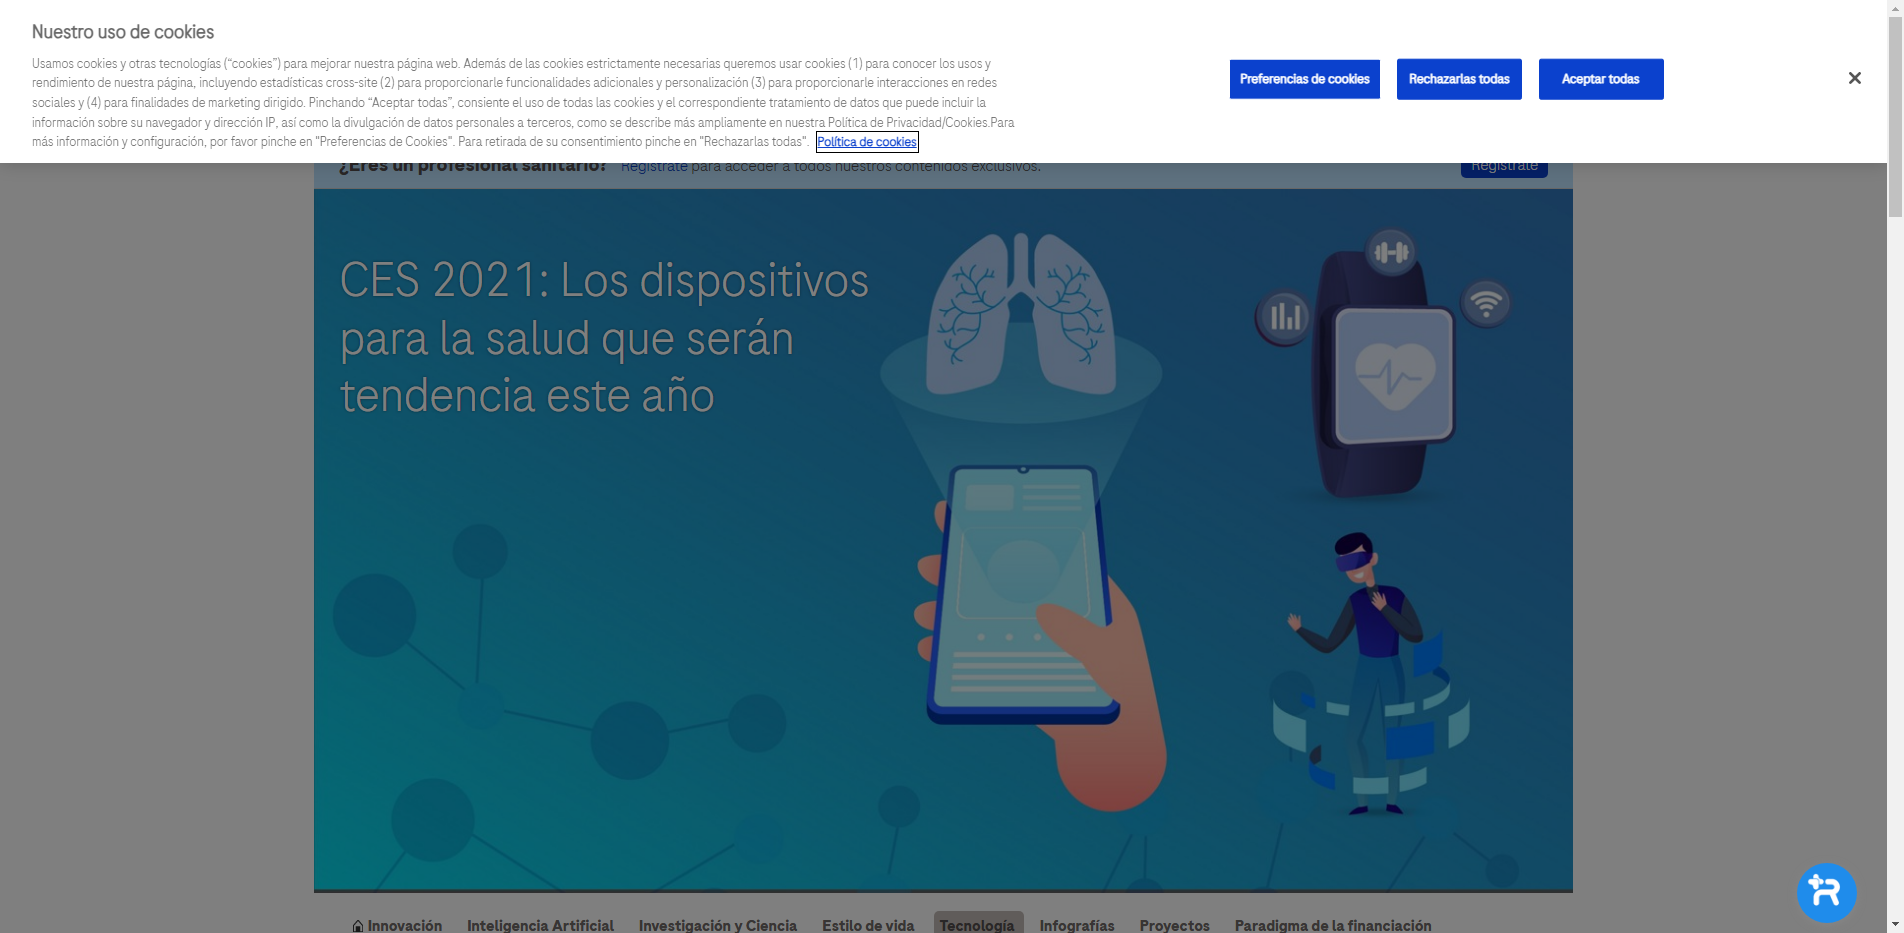 Nuestro uso de cookies
Usamos cookies y otras tecnologías (“cookies”) para mejorar nuestra página web. Además de las cookies estrictamente necesarias queremos usar cookies (1) para conocer los usos y
rendimiento de nuestra página, incluyendo estadísticas cross-site (2) para proporcionarle funcionalidades adicionales y personalización (3) para proporcionarle interacciones en redes
sociales y (4) para finalidades de marketing dirigido. Pinchando “Aceptar todas”, consiente el uso de todas las cookies y el correspondiente tratamiento de datos que puede incluir la
información sobre su navegador y dirección IP, así como la divulgación de datos personales a terceros, como se describe más ampliamente en nuestra Política de Privacidad/Cookies.Para
más información y configuración, por favor pinche en "Preferencias de Cookies". Para retirada de su consentimiento pinche en "Rechazarlas todas". Política de cookies
Preferencias de cookies
Rechazarlas todas
Aceptar todas
¿Eres un profesional sanitario? Regístrate para acceder a todos nuestros contenidos exclusivos.
Regístrate
CES 2021: Los dispositivos
para la salud que serán
tendencia este año
Innovación Inteligencia Artificial Investigación y Ciencia Estilo de vida Tecnología Infografías Proyectos Paradigma de la financiación